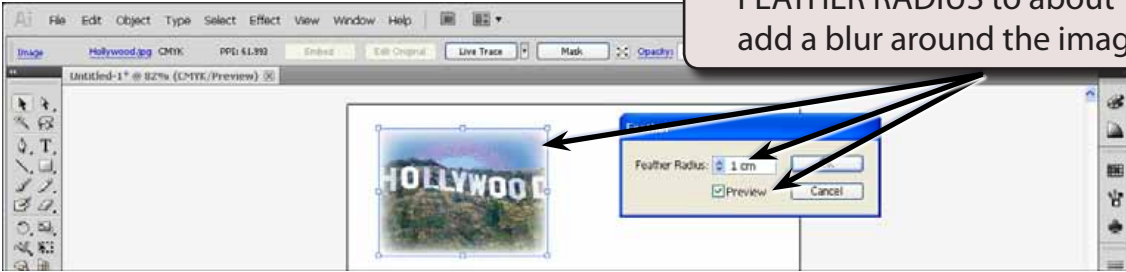 FEATHER RADIUS to about
add a blur around the imag
Ai File Edit Object Type Select Effect View Window Help
Image Hollywood.jpg CMYK PPI: 61.993 Embed Edit Original Live Trace Mask Opacity:
Untitled-1* @ 82% (CMYK/Preview)
HOLLYWOOD
Feather Radius: 1 cm
Preview Cancel